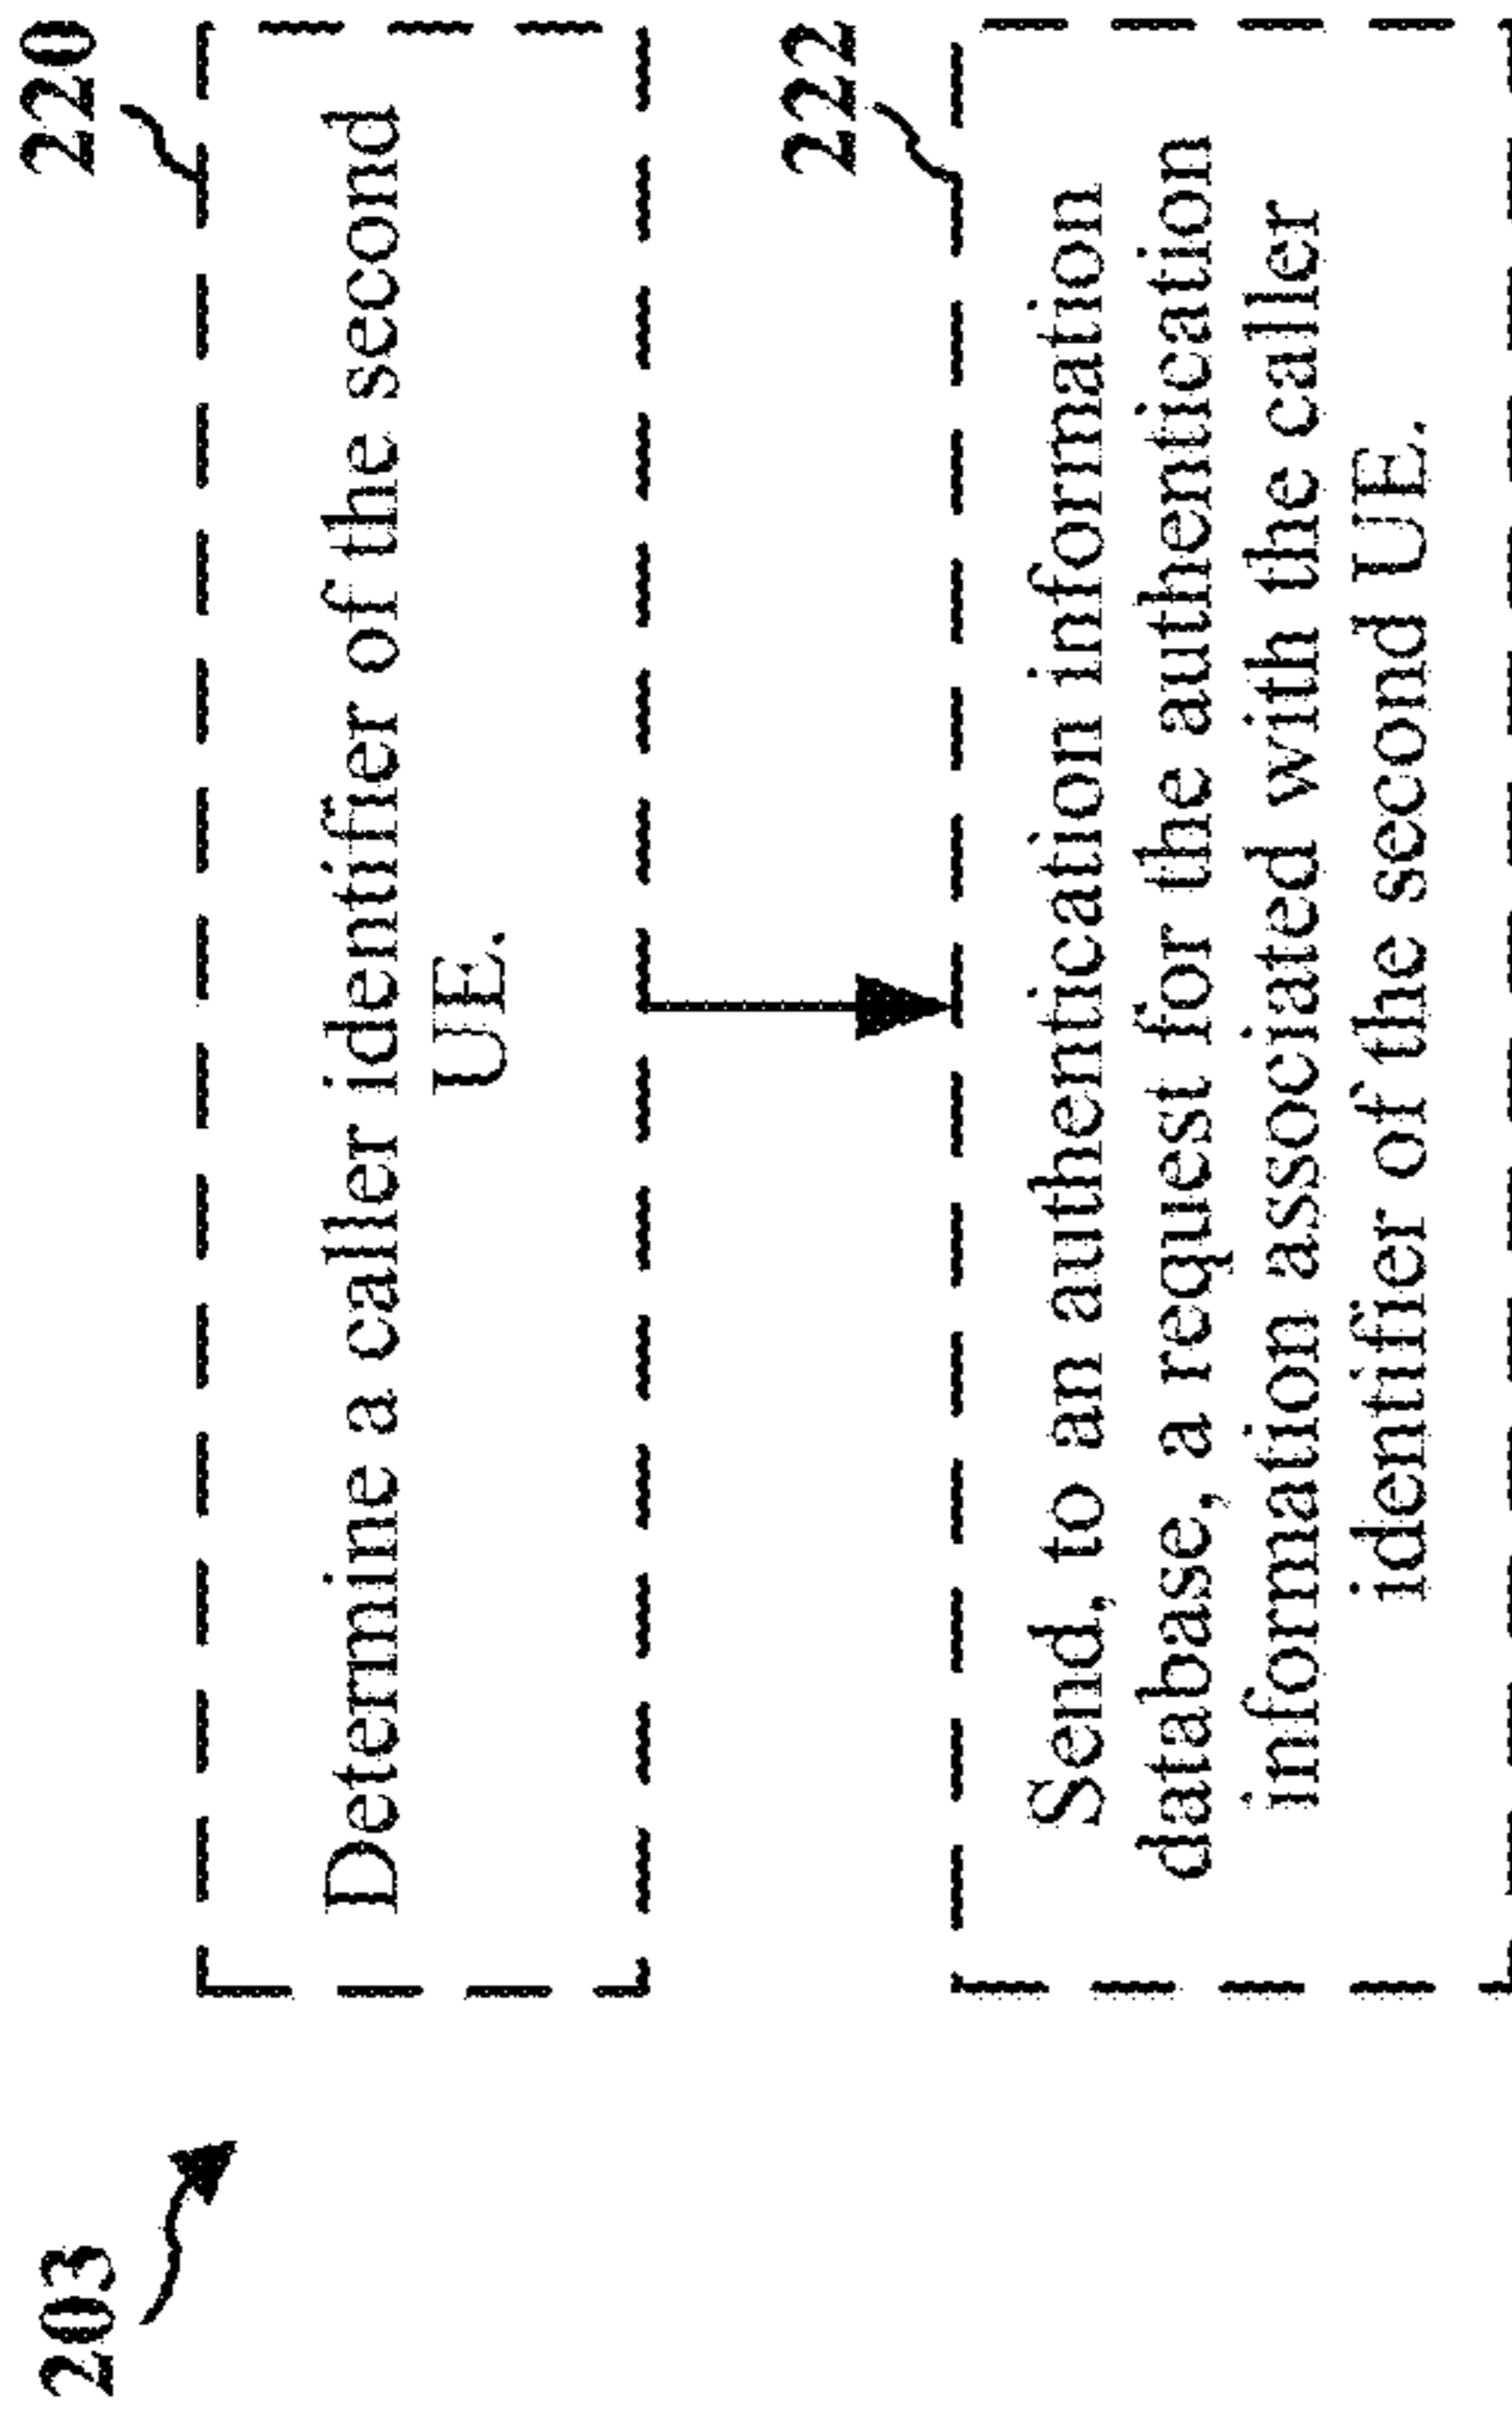 203
220
Determine a caller identifier of the second
UE.
222
Send, to an authentication information
database, a request for the authentication
information associated with the caller
identifier of the second UE.